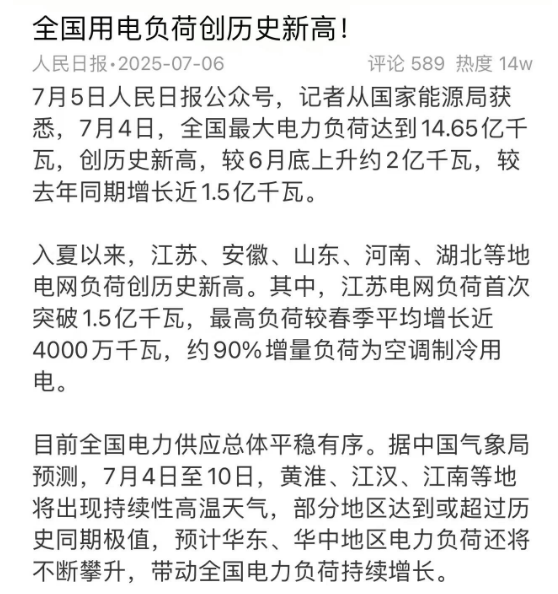 全国用电负荷创历史新高！
人民日报•2025-07-06 评论 589 热度 14w
7月5日人民日报公众号，记者从国家能源局获
悉，7月4日，全国最大电力负荷达到14.65亿千
瓦，创历史新高，较6月底上升约2亿千瓦，较
去年同期增长近1.5亿千瓦。
入夏以来，江苏、安徽、山东、河南、湖北等地
电网负荷创历史新高。其中，江苏电网负荷首次
突破1.5亿千瓦，最高负荷较春季平均增长近
4000万千瓦，约90%增量负荷为空调制冷用
电。
目前全国电力供应总体平稳有序。据中国气象局
预测，7月4日至10日，黄淮、江汉、江南等地
将出现持续性高温天气，部分地区达到或超过历
史同期极值，预计华东、华中地区电力负荷还将
不断攀升，带动全国电力负荷持续增长。